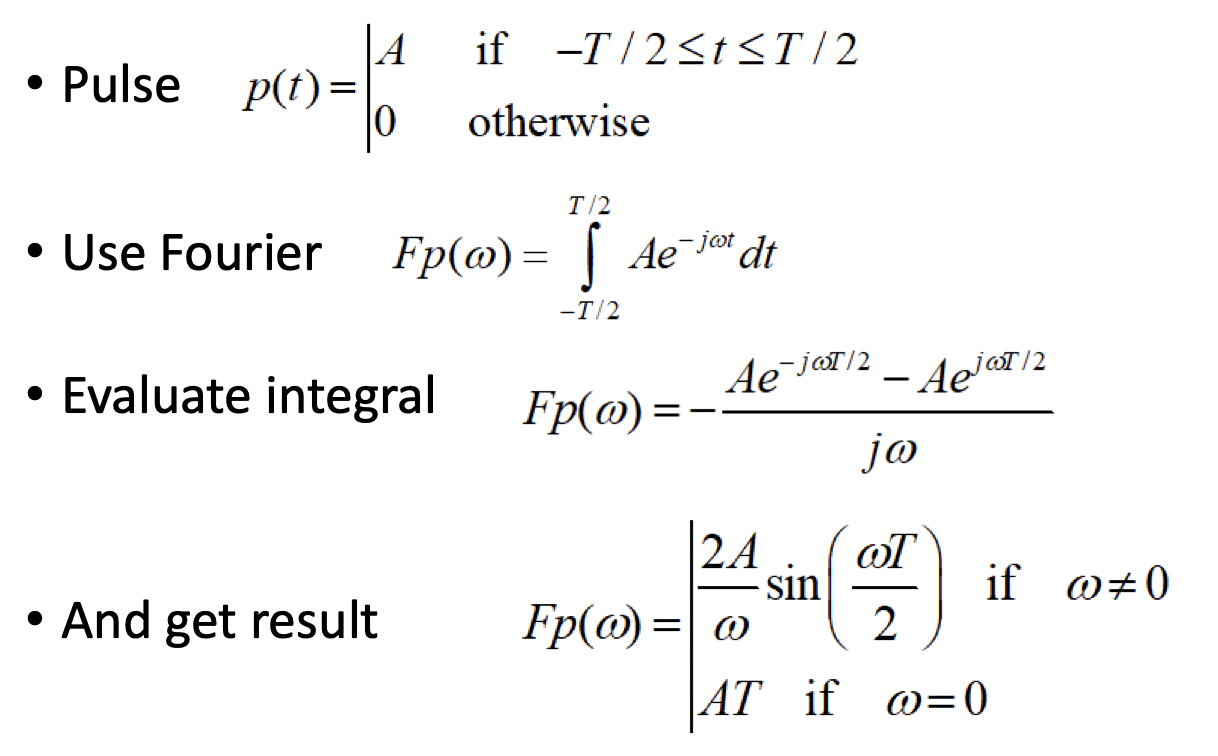 • Pulse p(t) = | A if −T / 2 ≤ t ≤ T / 2
0 otherwise
• Use Fourier Fp(ω) = ∫_{−T/2}^{T/2} Ae^{−jωt} dt
• Evaluate integral Fp(ω) = − (Ae^{−jωT/2} − Ae^{jωT/2}) / (jω)
• And get result Fp(ω) = | (2A/ω) sin(ωT/2) if ω ≠ 0
AT if ω = 0